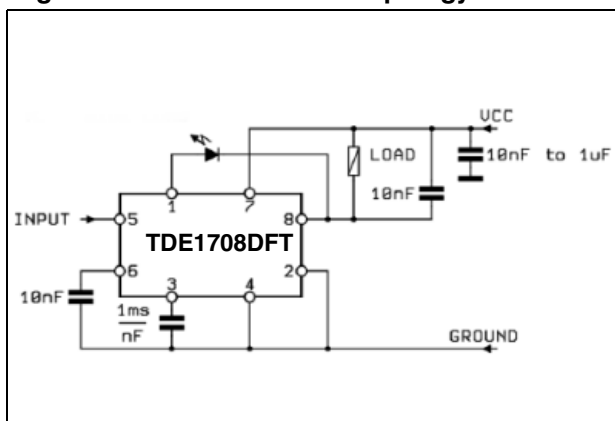 VCC
LOAD
10nF to 1uF
10nF
1
7
INPUT
5
8
TDE1708DFT
6
2
10nF
3
4
1ms
nF
GROUND